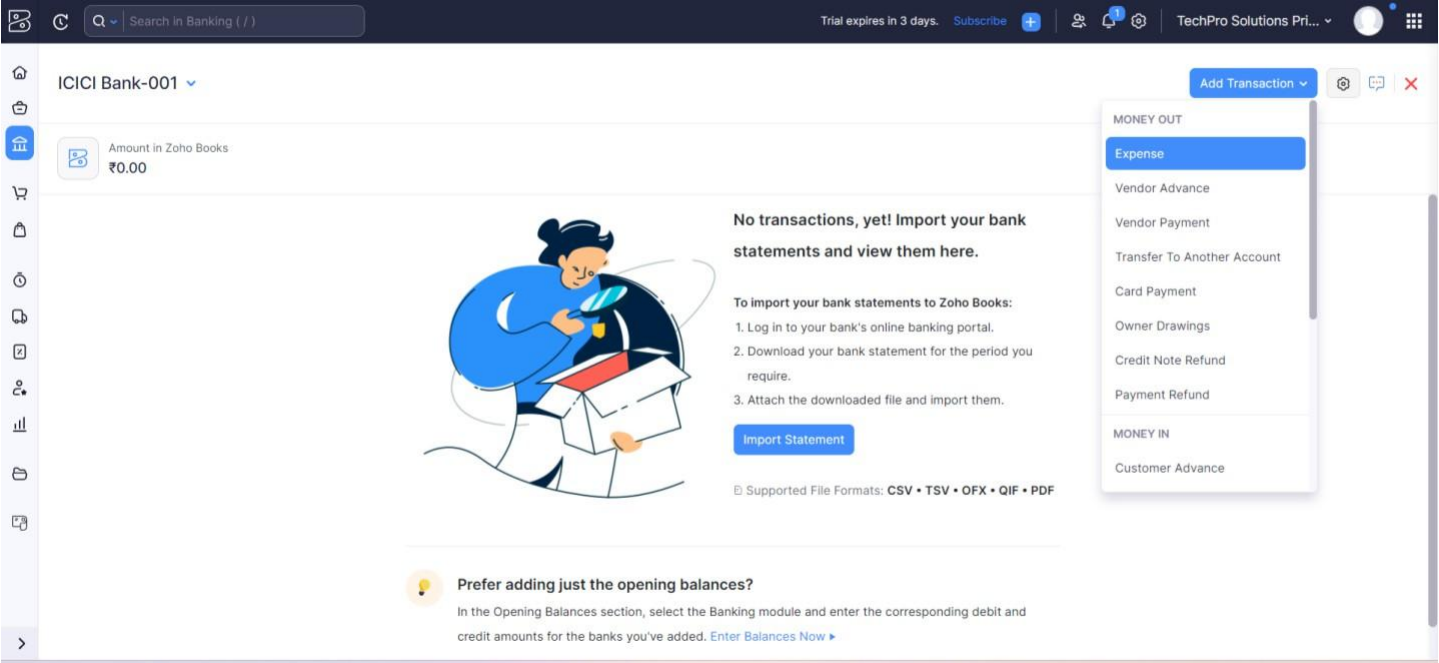 Search in Banking ( / )
Trial expires in 3 days. Subscribe
1
TechPro Solutions Pri...
ICICI Bank-001
Add Transaction
Amount in Zoho Books
₹0.00
MONEY OUT
Expense
Vendor Advance
Vendor Payment
Transfer To Another Account
Card Payment
Owner Drawings
Credit Note Refund
Payment Refund
MONEY IN
Customer Advance
No transactions, yet! Import your bank
statements and view them here.
To import your bank statements to Zoho Books:
1. Log in to your bank's online banking portal.
2. Download your bank statement for the period you
require.
3. Attach the downloaded file and import them.
Import Statement
Supported File Formats: CSV • TSV • OFX • QIF • PDF
Prefer adding just the opening balances?
In the Opening Balances section, select the Banking module and enter the corresponding debit and
credit amounts for the banks you've added. Enter Balances Now